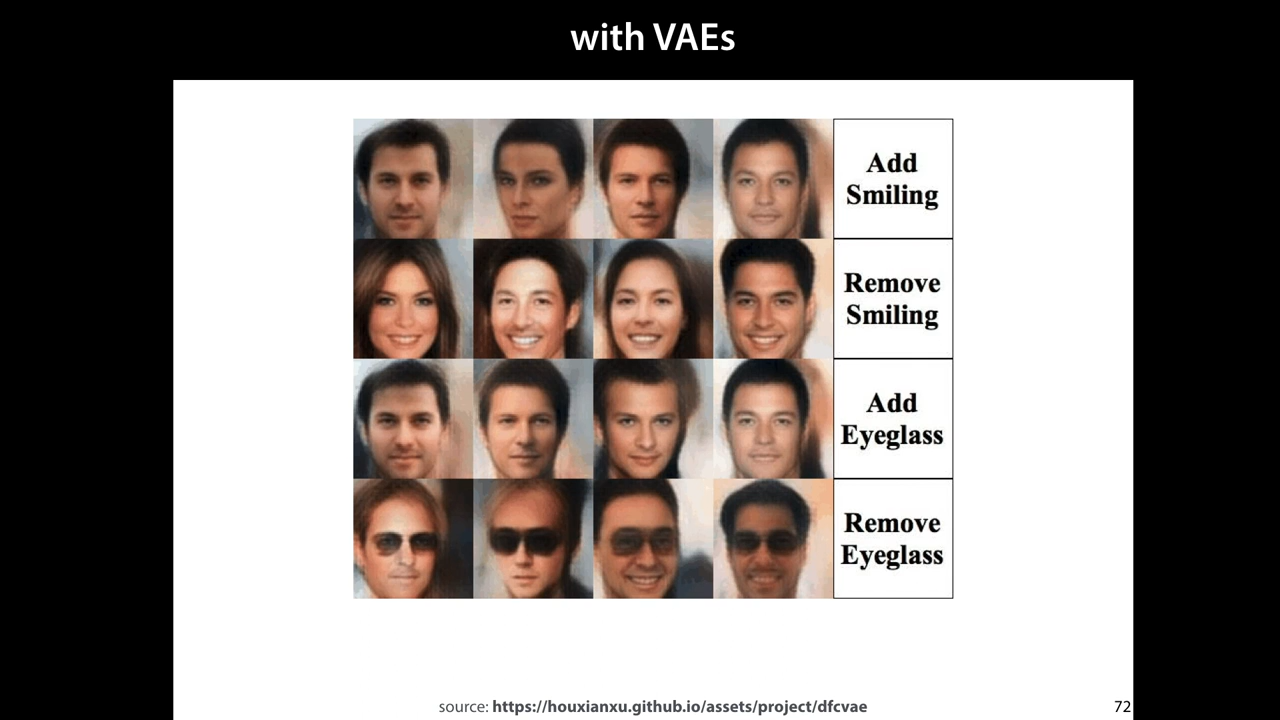 with VAEs
Add
Smiling
Remove
Smiling
Add
Eyeglass
Remove
Eyeglass
source: https://houxianxu.github.io/assets/project/dfcvae
72